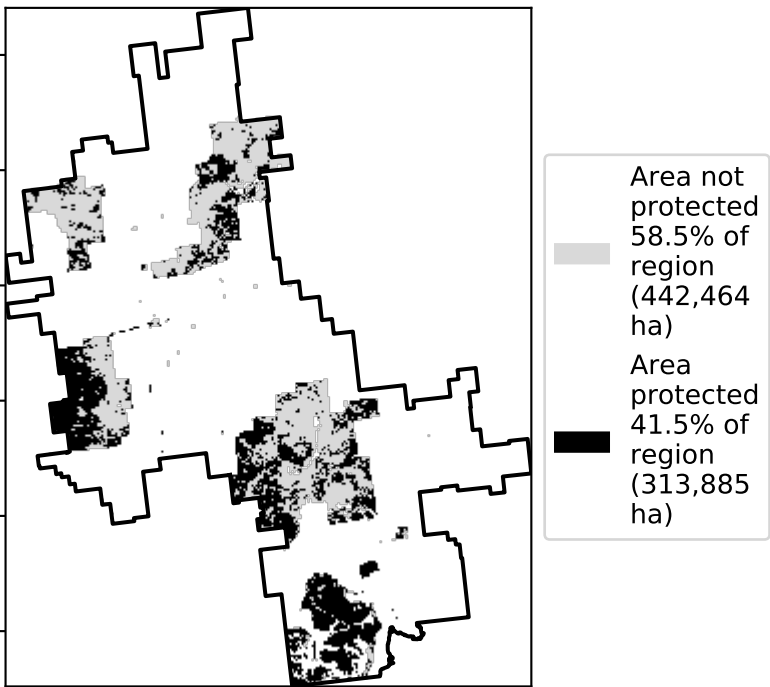 Area not
protected
58.5% of
region
(442,464
ha)
Area
protected
41.5% of
region
(313,885
ha)